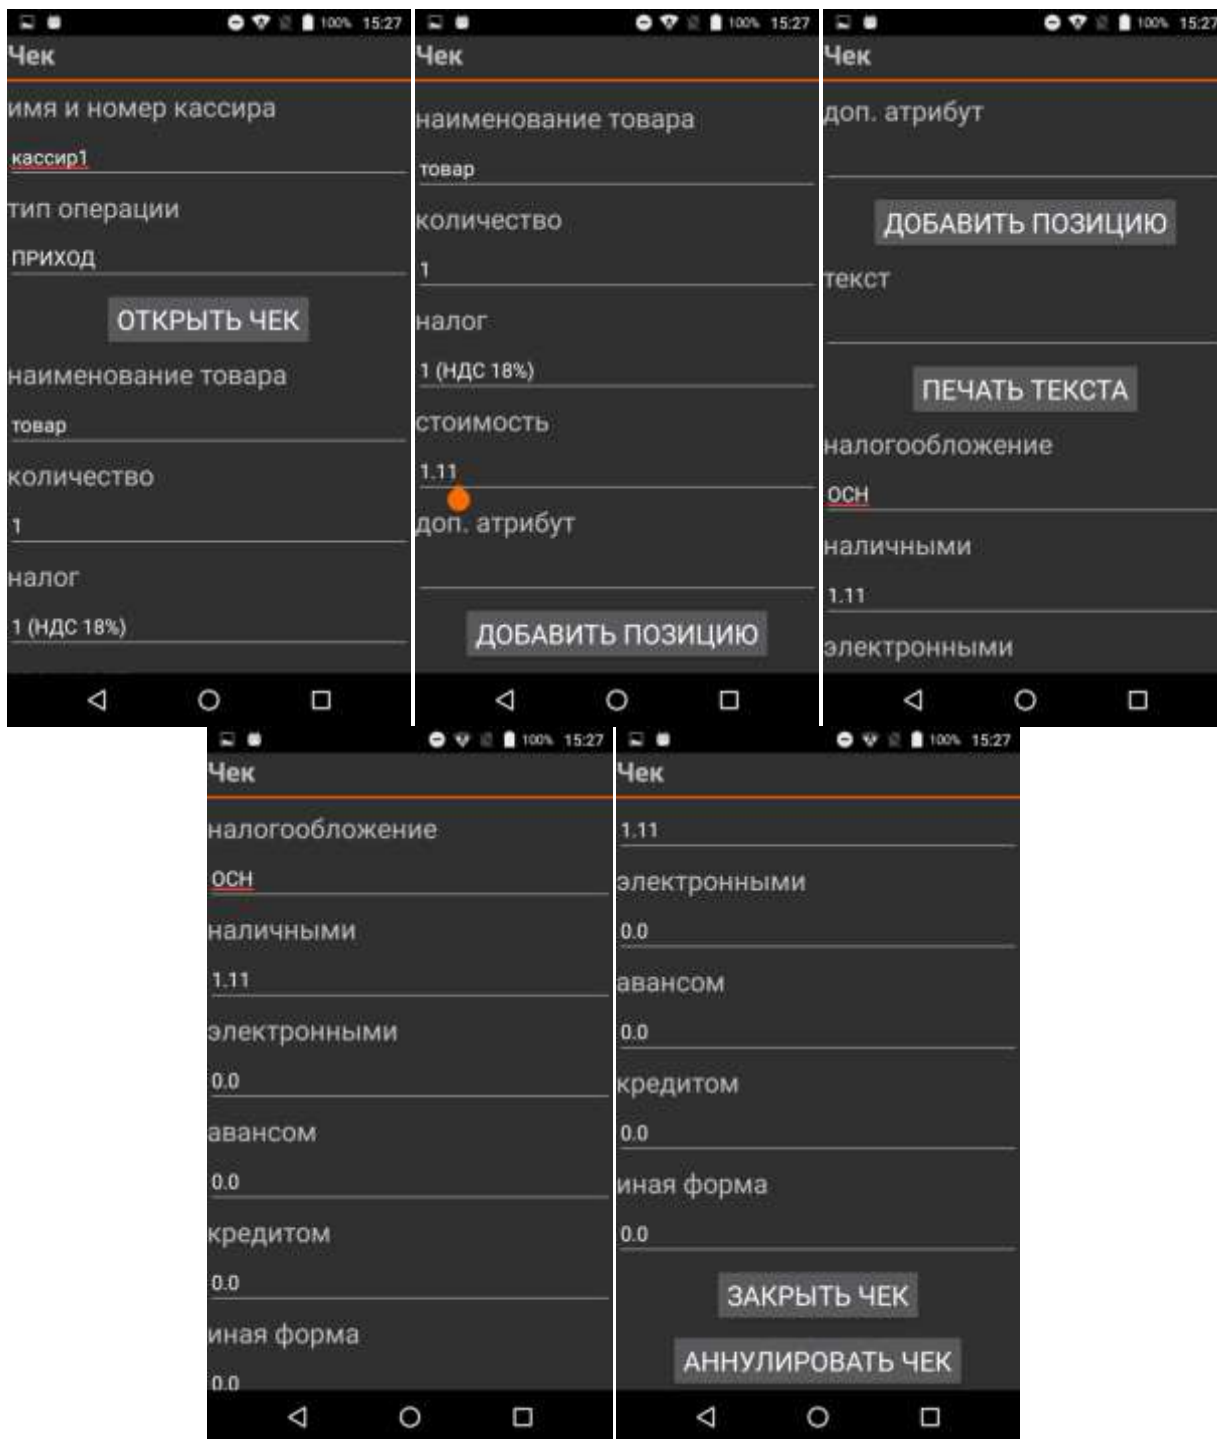 100% 15:27
Чек
имя и номер кассира
кассир1
тип операции
ПРИХОД
ОТКРЫТЬ ЧЕК
наименование товара
товар
количество
1
налог
1 (НДС 18%)
100% 15:27
Чек
наименование товара
товар
количество
1
налог
1 (НДС 18%)
стоимость
1.11
доп. атрибут
ДОБАВИТЬ ПОЗИЦИЮ
100% 15:27
Чек
доп. атрибут
ДОБАВИТЬ ПОЗИЦИЮ
текст
ПЕЧАТЬ ТЕКСТА
налогообложение
ОСН
наличными
1.11
электронными
100% 15:27
Чек
налогообложение
ОСН
наличными
1.11
электронными
0.0
авансом
0.0
кредитом
0.0
иная форма
0.0
100% 15:27
Чек
1.11
электронными
0.0
авансом
0.0
кредитом
0.0
иная форма
0.0
ЗАКРЫТЬ ЧЕК
АННУЛИРОВАТЬ ЧЕК